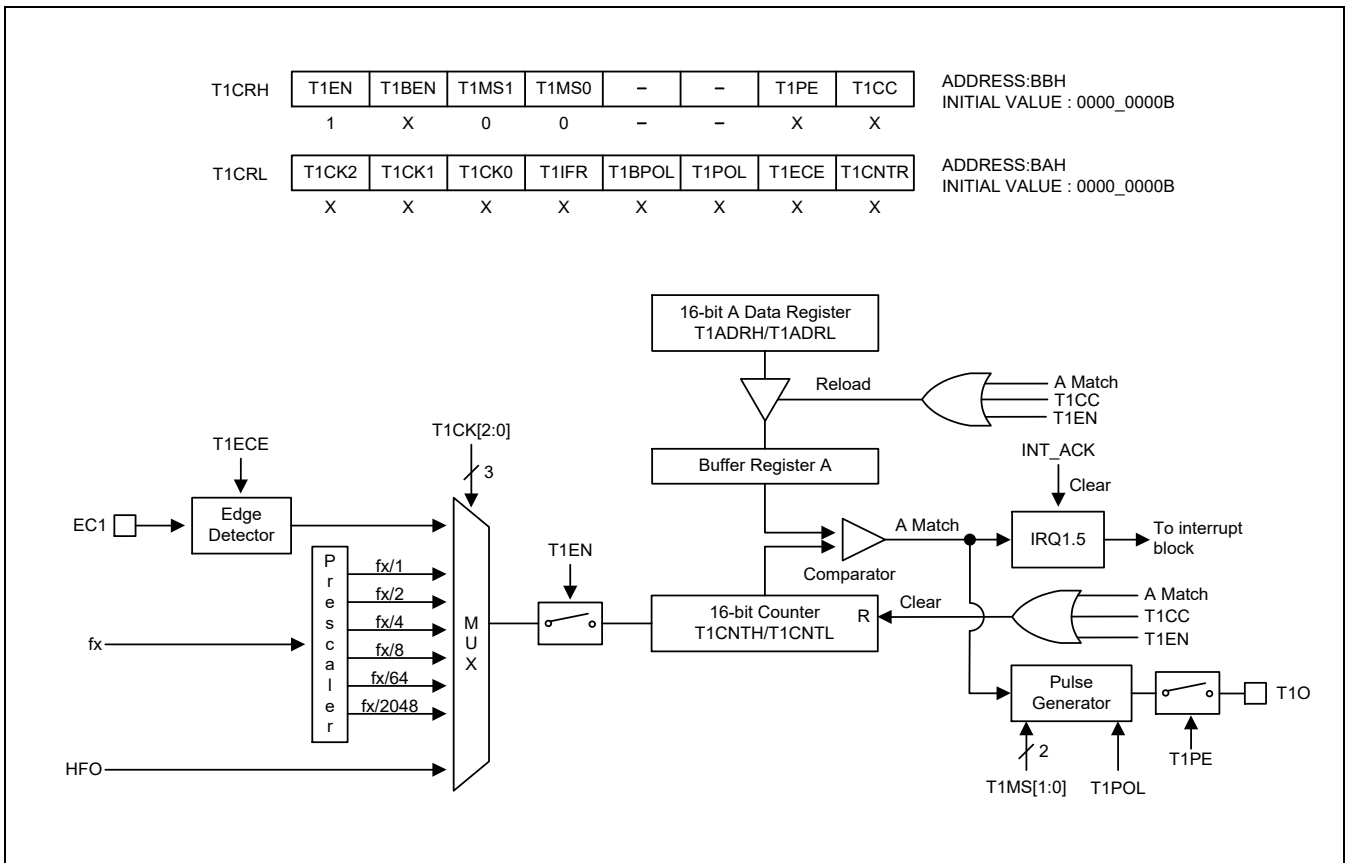 T1CRH T1EN T1BEN T1MS1 T1MS0 – – T1PE T1CC ADDRESS:BBH
INITIAL VALUE : 0000_0000B
1 X 0 0 – – X X
T1CRL T1CK2 T1CK1 T1CK0 T1IFR T1BPOL T1POL T1ECE T1CNTR ADDRESS:BAH
INITIAL VALUE : 0000_0000B
X X X X X X X X
16-bit A Data Register
T1ADRH/T1ADRL
Reload
A Match
T1CC
T1EN
T1CK[2:0]
3
T1ECE
Buffer Register A
INT_ACK
Clear
EC1
Edge
Detector
A Match
IRQ1.5
To interrupt
block
Comparator
Prescaler
fx/1
fx/2
fx/4
fx/8
fx/64
fx/2048
MUX
T1EN
16-bit Counter
T1CNTH/T1CNTL
R
Clear
A Match
T1CC
T1EN
fx
Pulse
Generator
T1O
HFO
2
T1MS[1:0]
T1POL
T1PE